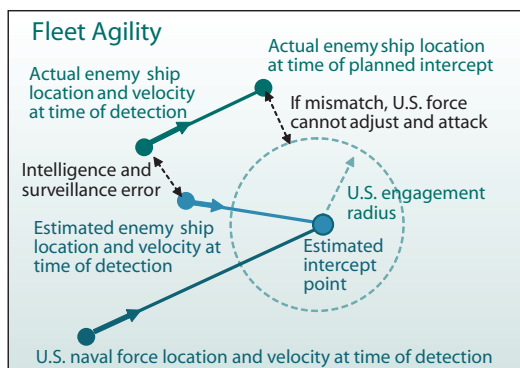 Fleet Agility
Actual enemy ship location
at time of planned intercept
Actual enemy ship
location and velocity
at time of detection
If mismatch, U.S. force
cannot adjust and attack
Intelligence and
surveillance error
U.S. engagement
radius
Estimated enemy ship
location and velocity at
time of detection
Estimated
intercept
point
U.S. naval force location and velocity at time of detection